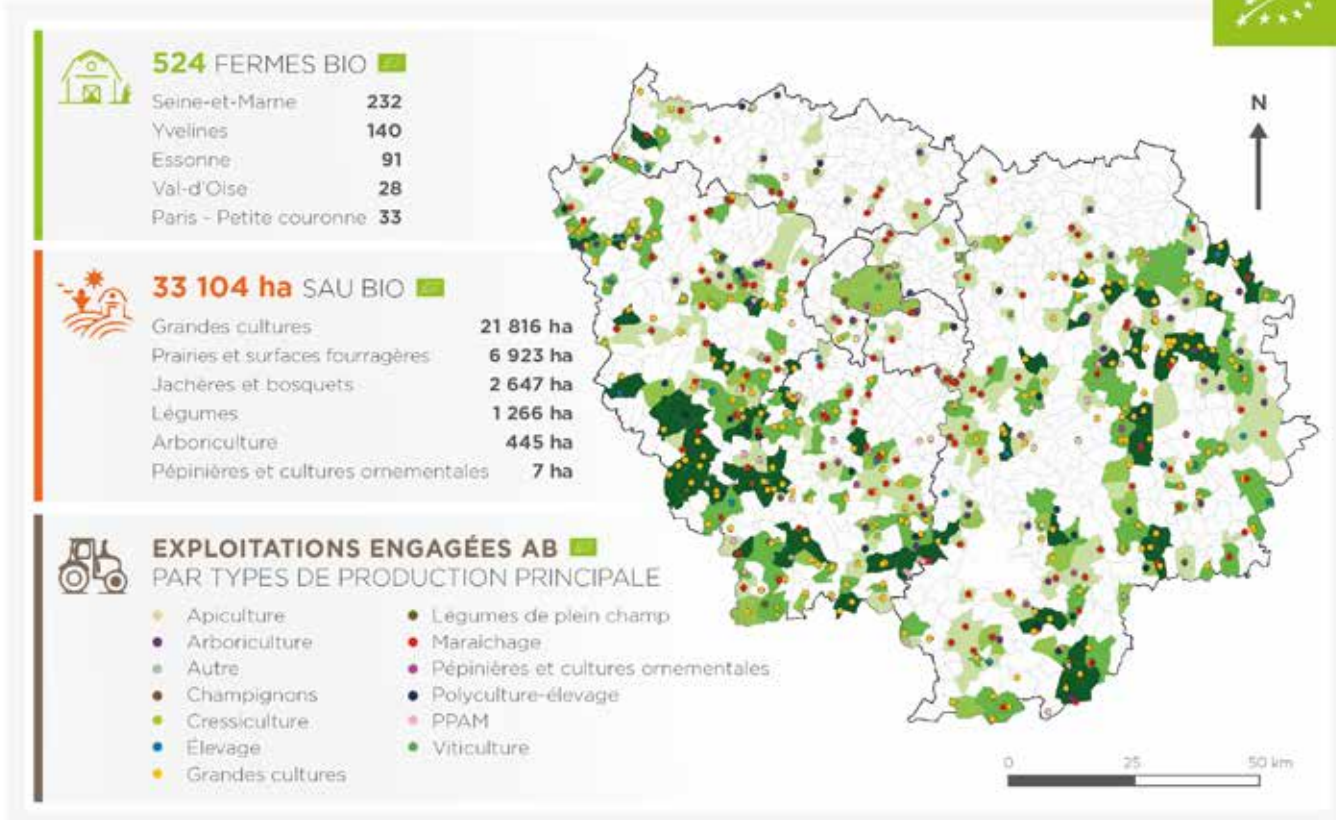 524 FERMES BIO
Seine-et-Marne 232
Yvelines 140
Essonne 91
Val-d'Oise 28
Paris - Petite couronne 33
33 104 ha SAU BIO
Grandes cultures 21 816 ha
Prairies et surfaces fourragères 6 923 ha
Jachères et bosquets 2 647 ha
Légumes 1 266 ha
Arboriculture 445 ha
Pépinières et cultures ornementales 7 ha
EXPLOITATIONS ENGAGÉES AB
PAR TYPES DE PRODUCTION PRINCIPALE
Apiculture
Arboriculture
Autre
Champignons
Cressiculture
Élevage
Grandes cultures
Légumes de plein champ
Maraîchage
Pépinières et cultures ornementales
Polyculture-élevage
PPAM
Viticulture
N
0 25 50 km